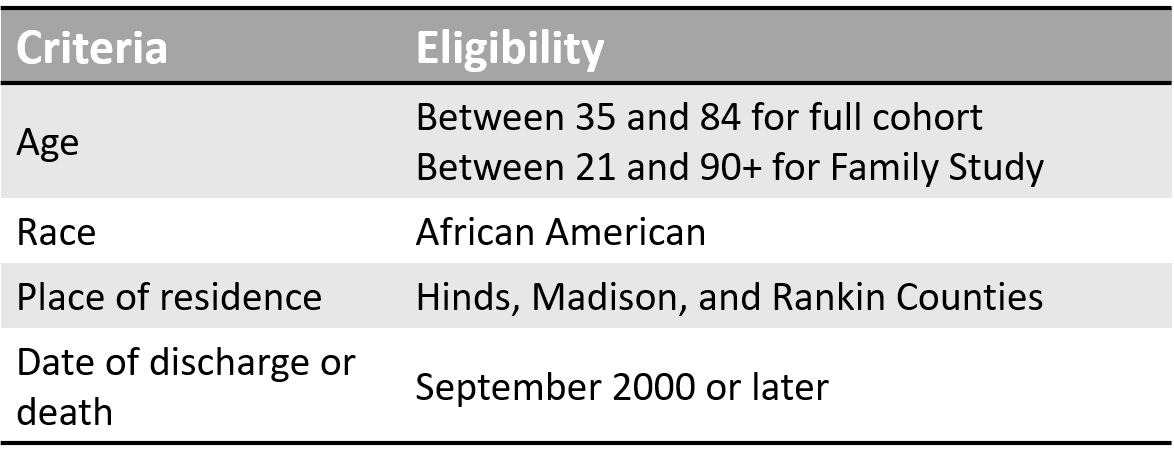 Criteria Eligibility
Age
Between 35 and 84 for full cohort
Between 21 and 90+ for Family Study
Race African American
Place of residence Hinds, Madison, and Rankin Counties
Date of discharge or
death
September 2000 or later